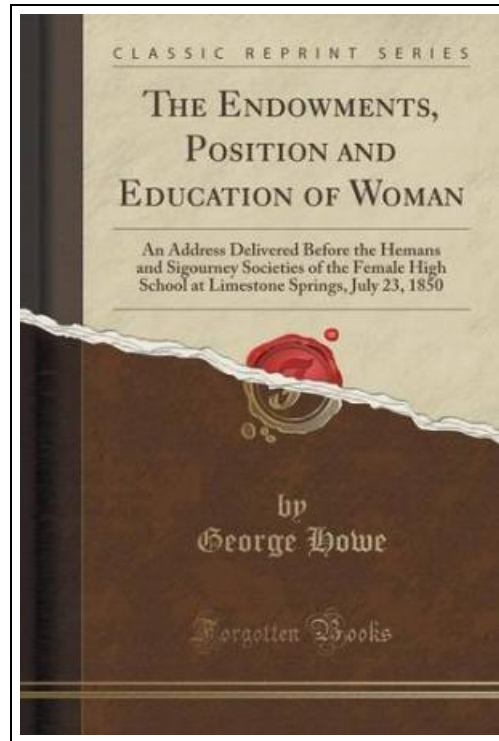 CLASSIC REPRINT SERIES
THE ENDOWMENTS,
POSITION AND
EDUCATION OF WOMAN
An Address Delivered Before the Hemans
and Sigourney Societies of the Female High
School at Limestone Springs, July 23, 1850
by
George Howe
Forgotten Books